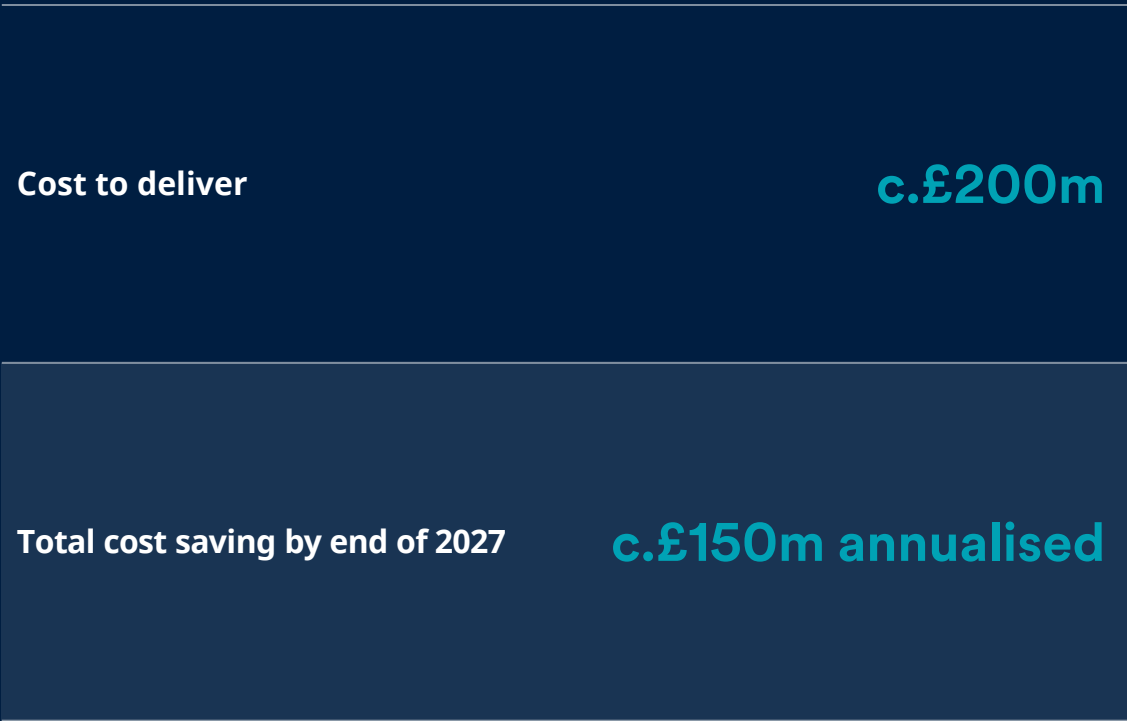 Cost to deliver c.£200m
Total cost saving by end of 2027 c.£150m annualised